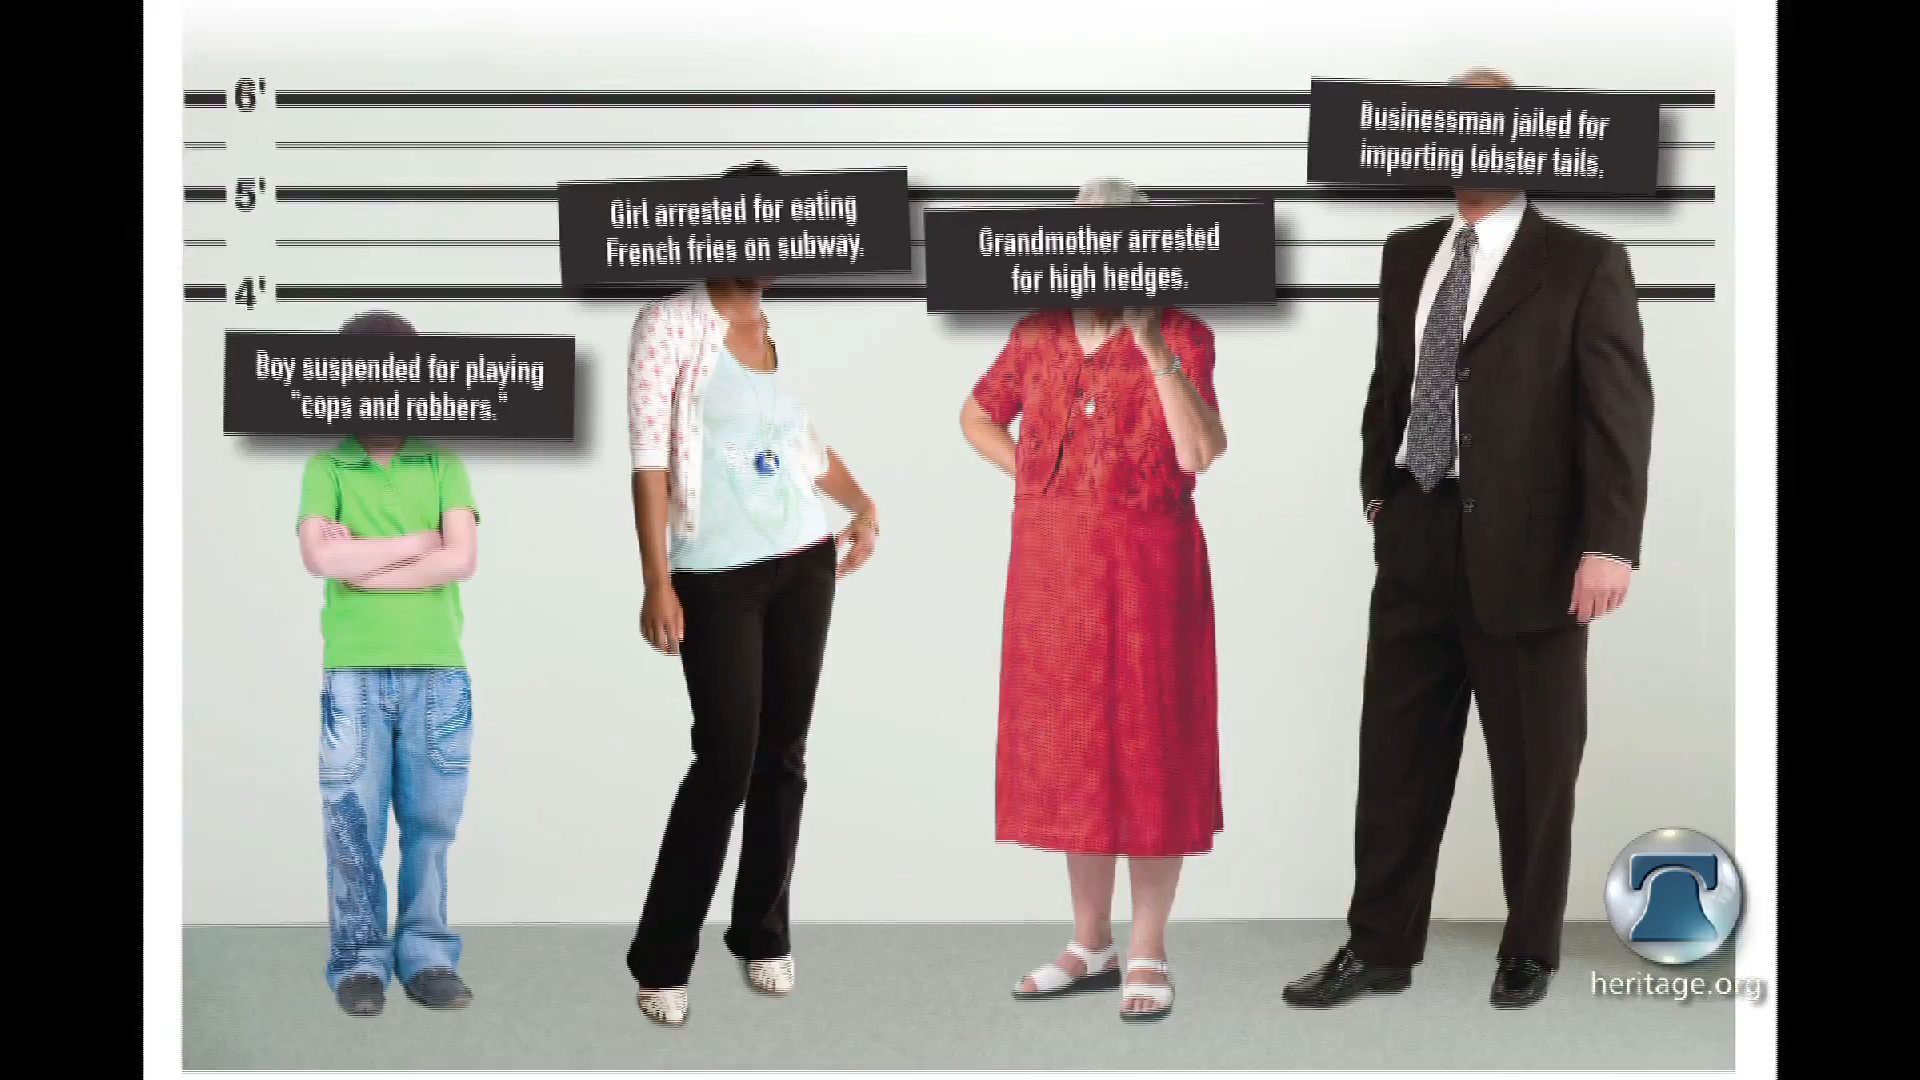 6'
5'
4'
Boy suspended for playing
"cops and robbers."
Girl arrested for eating
French fries on subway.
Grandmother arrested
for high hedges.
Businessman jailed for
importing lobster tails.
heritage.org